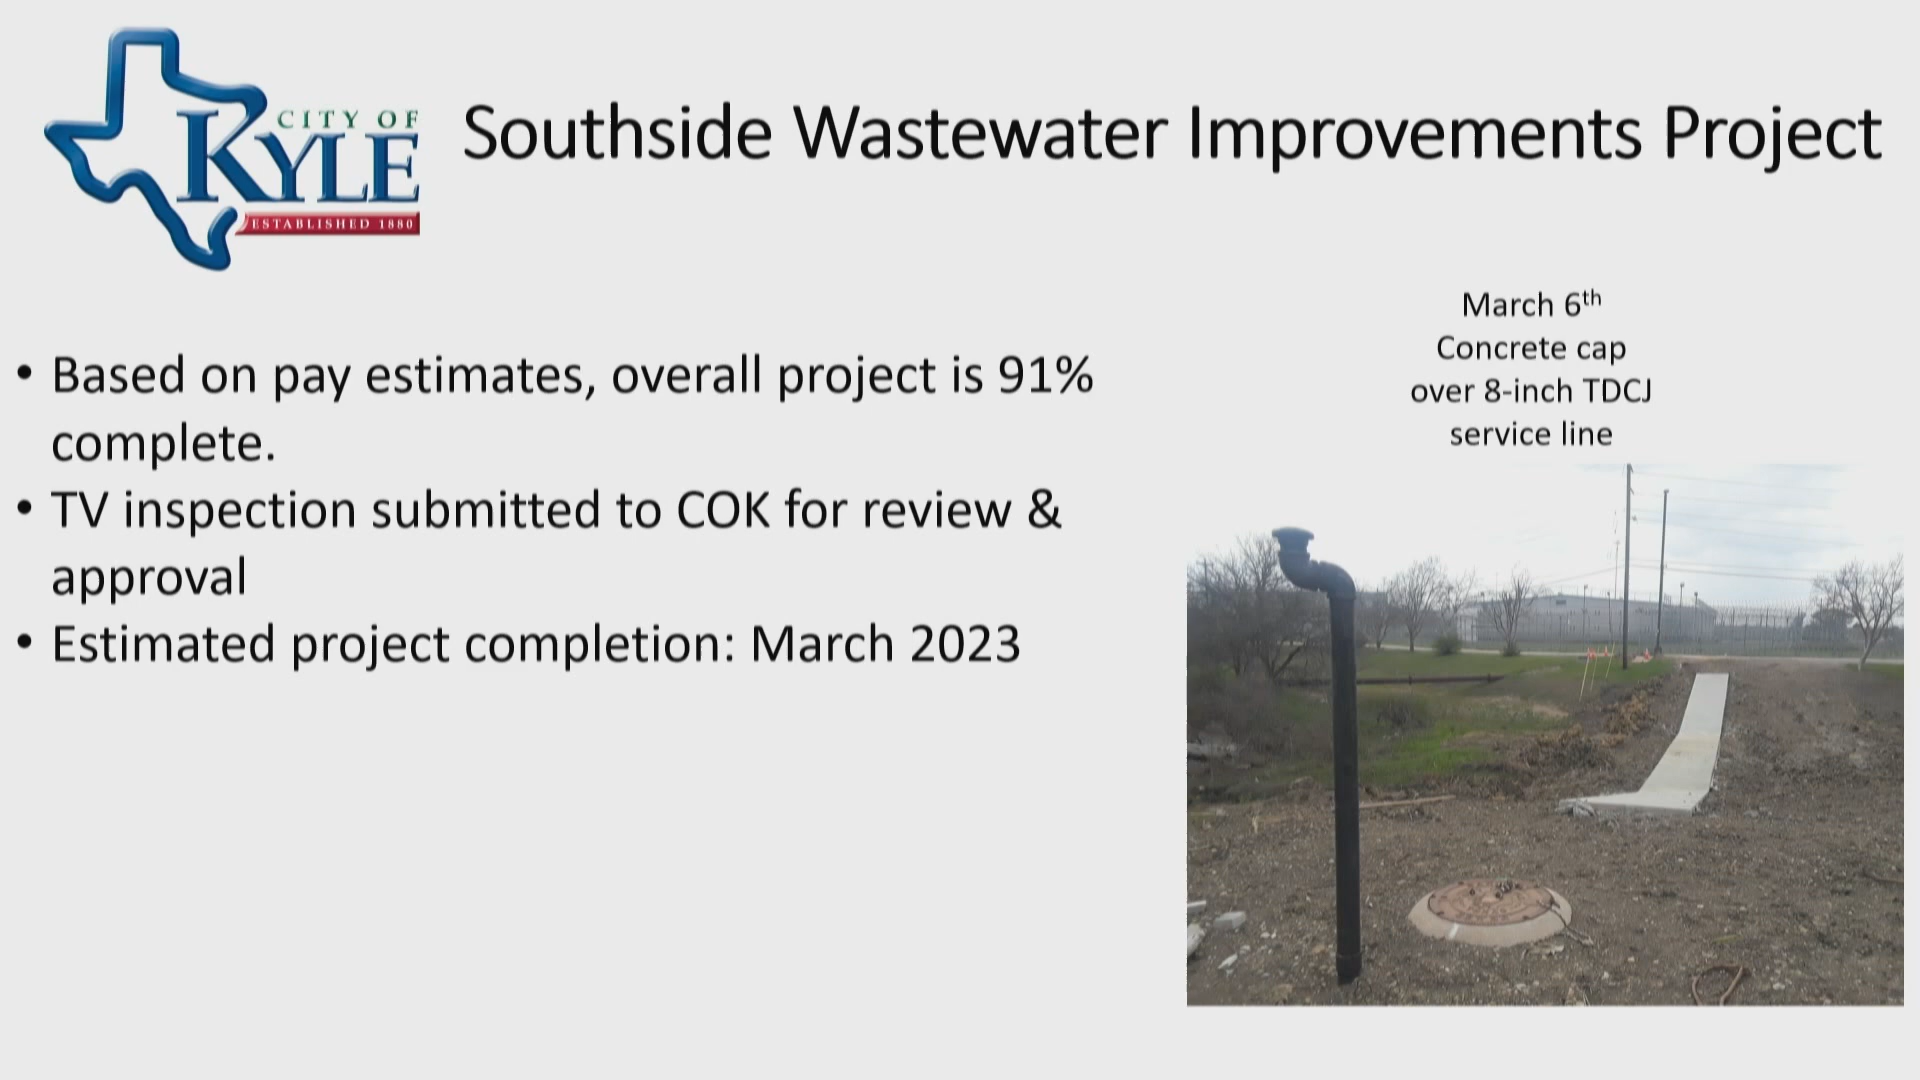 CITY OF
KYLE
ESTABLISHED 1880
Southside Wastewater Improvements Project
• Based on pay estimates, overall project is 91%
complete.
• TV inspection submitted to COK for review &
approval
• Estimated project completion: March 2023
March 6th
Concrete cap
over 8-inch TDCJ
service line